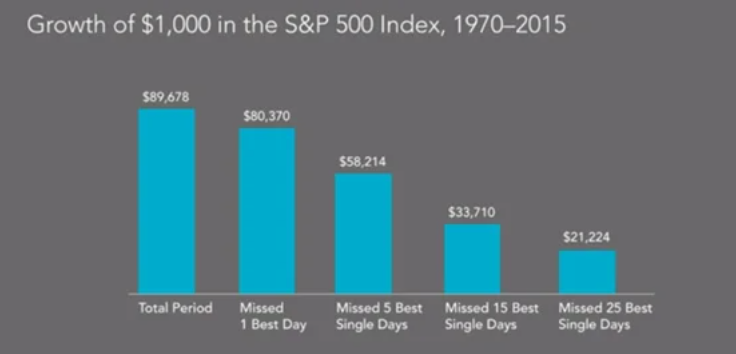 Growth of $1,000 in the S&P 500 Index, 1970–2015
$89,678
$80,370
$58,214
$33,710
$21,224
Total Period
Missed
1 Best Day
Missed 5 Best
Single Days
Missed 15 Best
Single Days
Missed 25 Best
Single Days